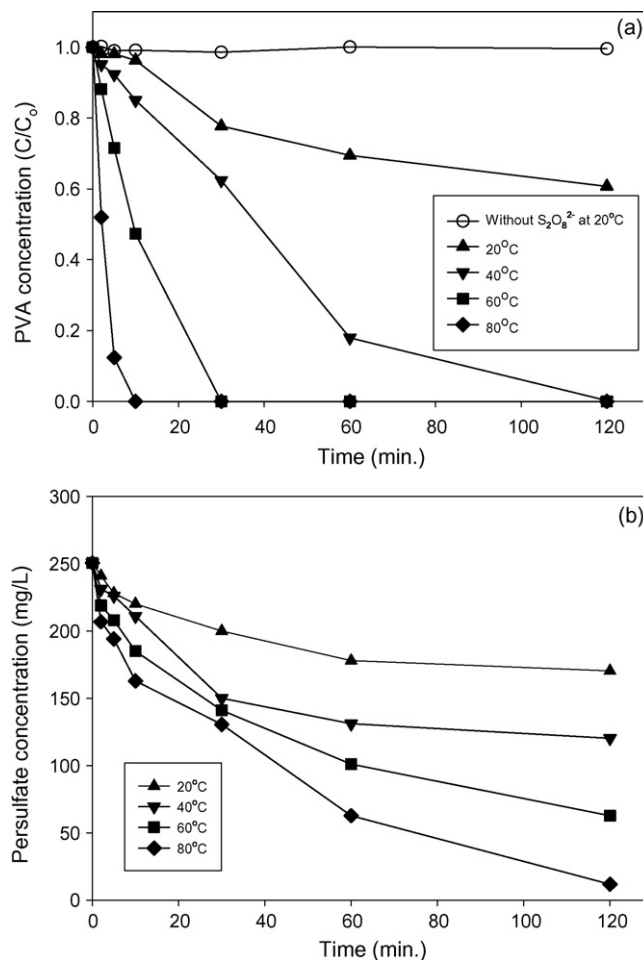 (a)
PVA concentration (C/Cₒ)
1.0
0.8
0.6
0.4
0.2
0.0
Without S₂O₈²⁻ at 20°C
20°C
40°C
60°C
80°C
0 20 40 60 80 100 120
Time (min.)
(b)
Persulfate concentration (mg/L)
300
250
200
150
100
50
0
20°C
40°C
60°C
80°C
0 20 40 60 80 100 120
Time (min.)